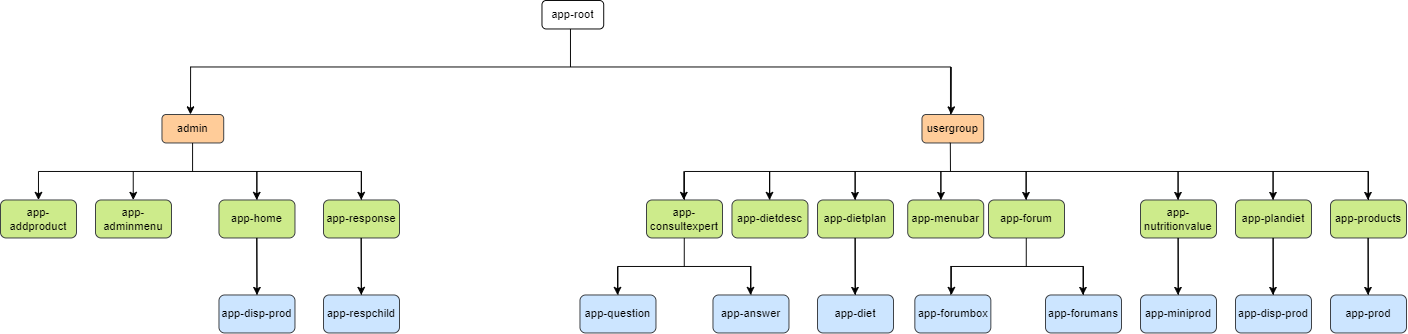 app-root
admin
usergroup
app-
addproduct
app-
adminmenu
app-home
app-response
app-
consultexpert
app-dietdesc
app-dietplan
app-menubar
app-forum
app-
nutritionvalue
app-plandiet
app-products
app-disp-prod
app-respchild
app-question
app-answer
app-diet
app-forumbox
app-forumans
app-miniprod
app-disp-prod
app-prod